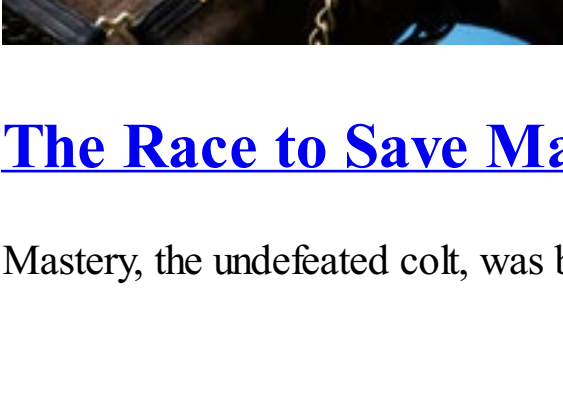 The Race to Save Ma
Mastery, the undefeated colt, was b